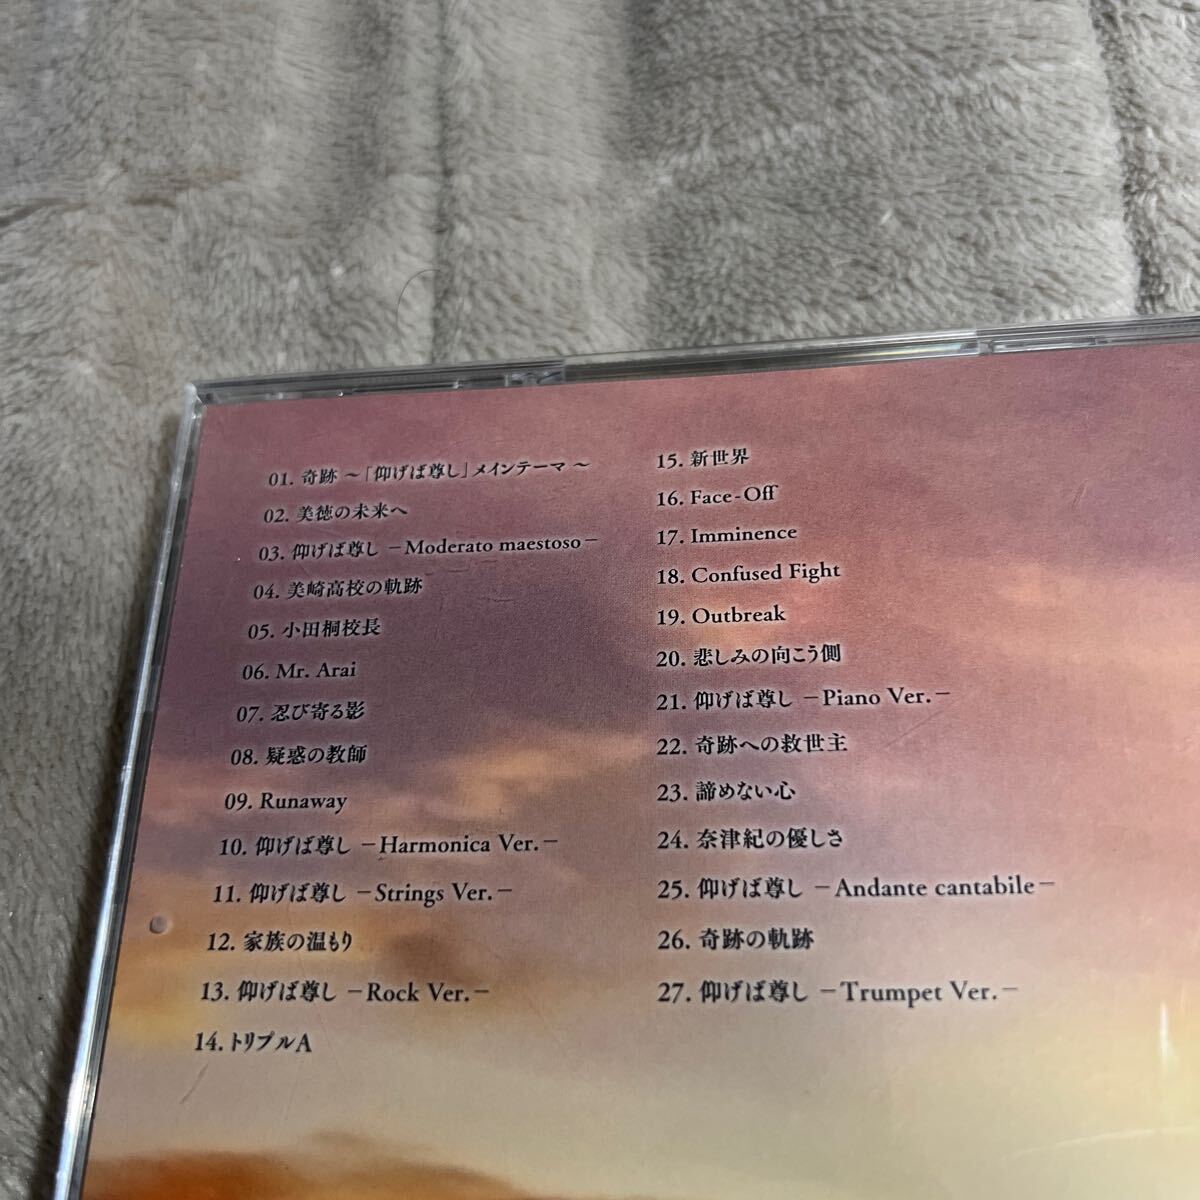 01. 奇跡 ～「仰げば尊し」メインテーマ～
02. 美徳の未来へ
03. 仰げば尊し －Moderato maestoso－
04. 美崎高校の軌跡
05. 小田桐校長
06. Mr. Arai
07. 忍び寄る影
08. 疑惑の教師
09. Runaway
10. 仰げば尊し －Harmonica Ver.－
11. 仰げば尊し －Strings Ver.－
12. 家族の温もり
13. 仰げば尊し －Rock Ver.－
14. トリプルA
15. 新世界
16. Face-Off
17. Imminence
18. Confused Fight
19. Outbreak
20. 悲しみの向こう側
21. 仰げば尊し －Piano Ver.－
22. 奇跡への救世主
23. 諦めない心
24. 奈津紀の優しさ
25. 仰げば尊し －Andante cantabile－
26. 奇跡の軌跡
27. 仰げば尊し －Trumpet Ver.－